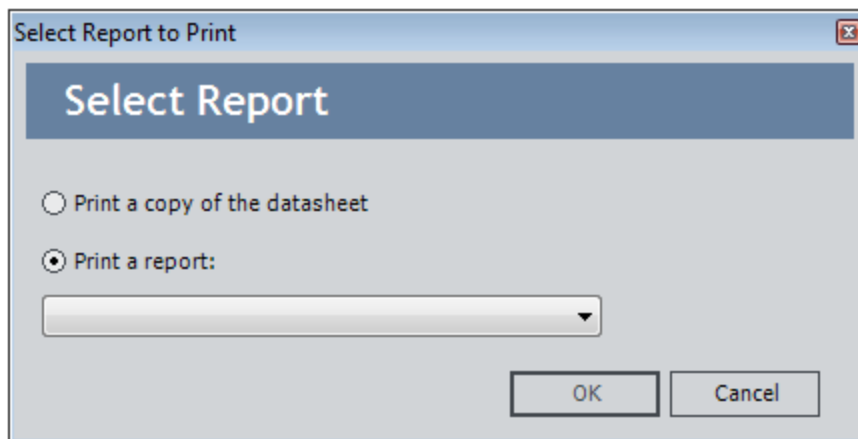 Select Report to Print
Select Report
Print a copy of the datasheet
Print a report:
OK Cancel